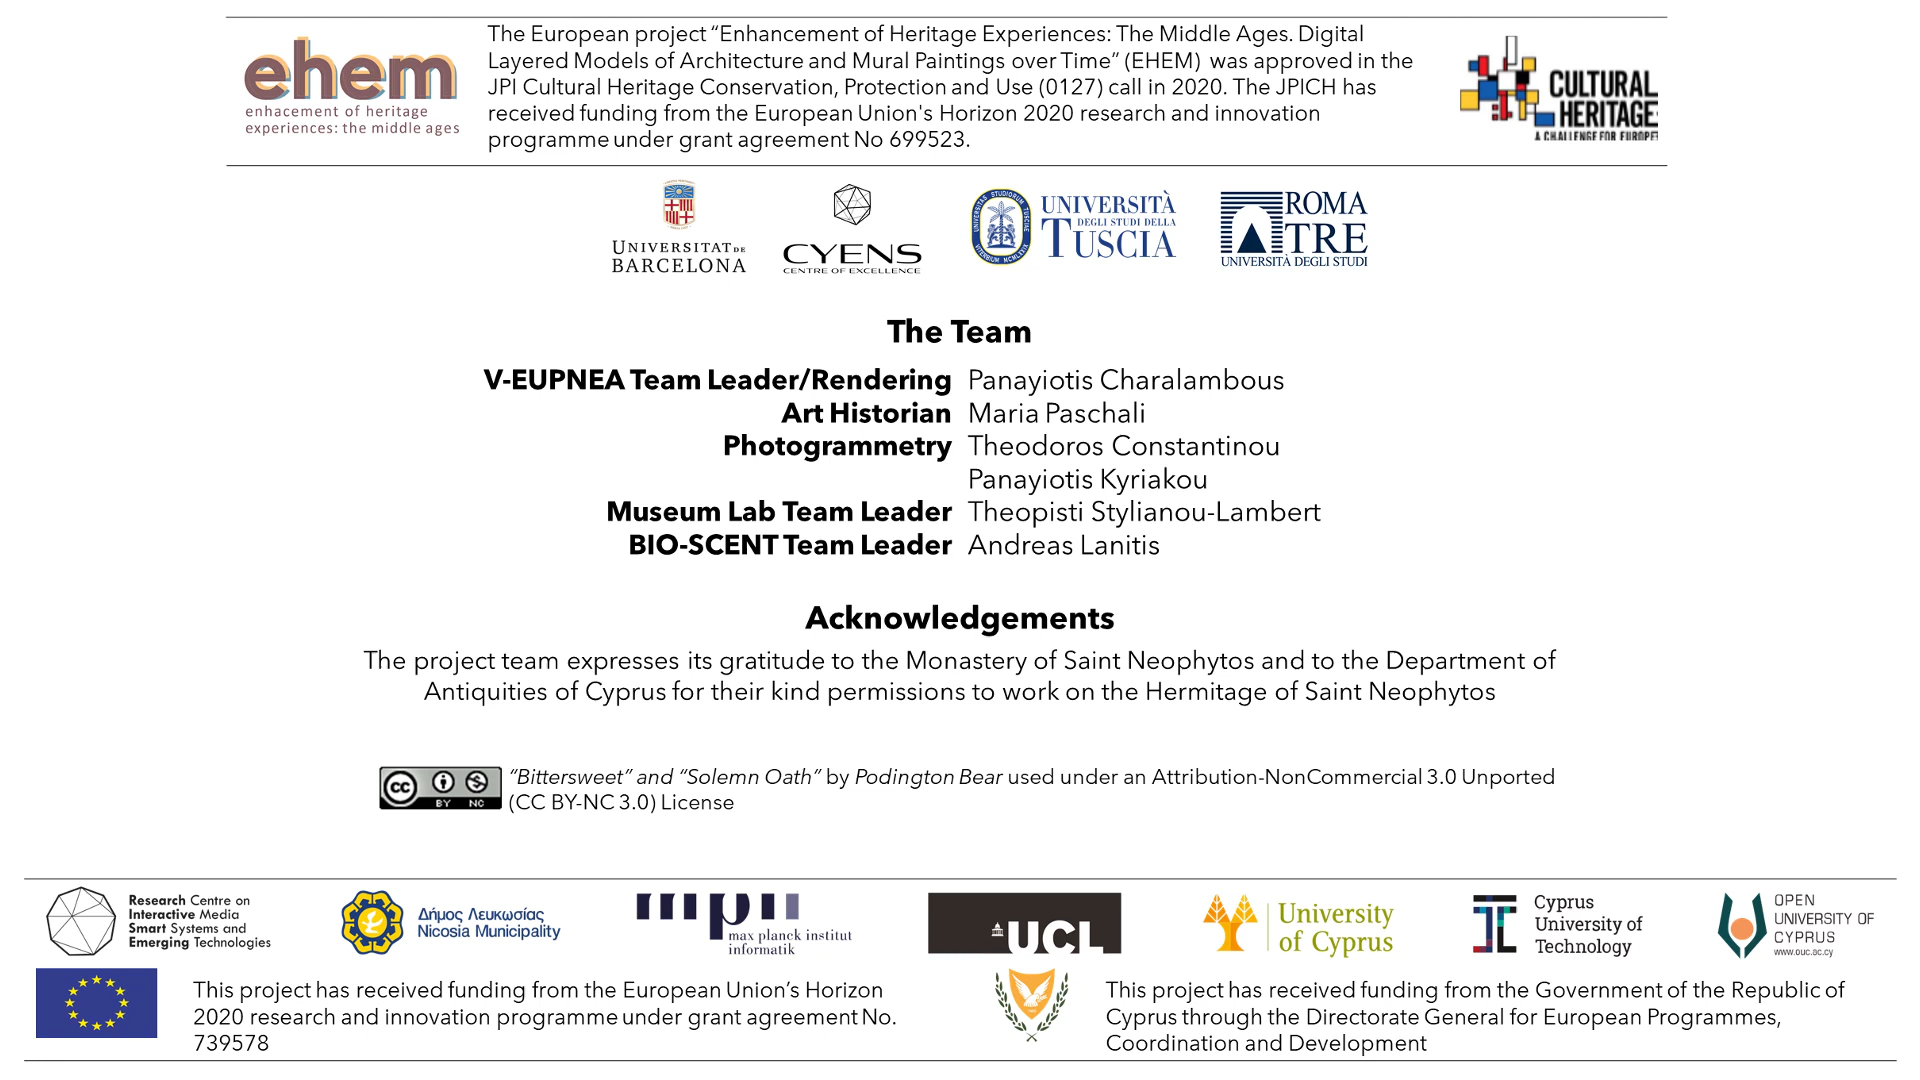 ehem
enhacement of heritage
experiences: the middle ages
The European project “Enhancement of Heritage Experiences: The Middle Ages. Digital
Layered Models of Architecture and Mural Paintings over Time” (EHEM) was approved in the
JPI Cultural Heritage Conservation, Protection and Use (0127) call in 2020. The JPICH has
received funding from the European Union's Horizon 2020 research and innovation
programme under grant agreement No 699523.
CULTURAL
HERITAGE
A CHALLENGE FOR EUROPE
UNIVERSITAT DE
BARCELONA
CYENS
CENTRE OF EXCELLENCE
UNIVERSITÀ
DEGLI STUDI DELLA
TUSCIA
ROMA
TRE
UNIVERSITÀ DEGLI STUDI
The Team
V-EUPNEA Team Leader/Rendering Panayiotis Charalambous
Art Historian Maria Paschali
Photogrammetry Theodoros Constantinou
Panayiotis Kyriakou
Museum Lab Team Leader Theopisti Stylianou-Lambert
BIO-SCENT Team Leader Andreas Lanitis
Acknowledgements
The project team expresses its gratitude to the Monastery of Saint Neophytos and to the Department of
Antiquities of Cyprus for their kind permissions to work on the Hermitage of Saint Neophytos
cc BY NC
“Bittersweet” and “Solemn Oath” by Podington Bear used under an Attribution-NonCommercial 3.0 Unported
(CC BY-NC 3.0) License
Research Centre on
Interactive Media
Smart Systems and
Emerging Technologies
Δήμος Λευκωσίας
Nicosia Municipality
mpii
max planck institut
informatik
UCL
University
of Cyprus
Cyprus
University of
Technology
OPEN
UNIVERSITY OF
CYPRUS
www.ouc.ac.cy
This project has received funding from the European Union’s Horizon
2020 research and innovation programme under grant agreement No.
739578
This project has received funding from the Government of the Republic of
Cyprus through the Directorate General for European Programmes,
Coordination and Development